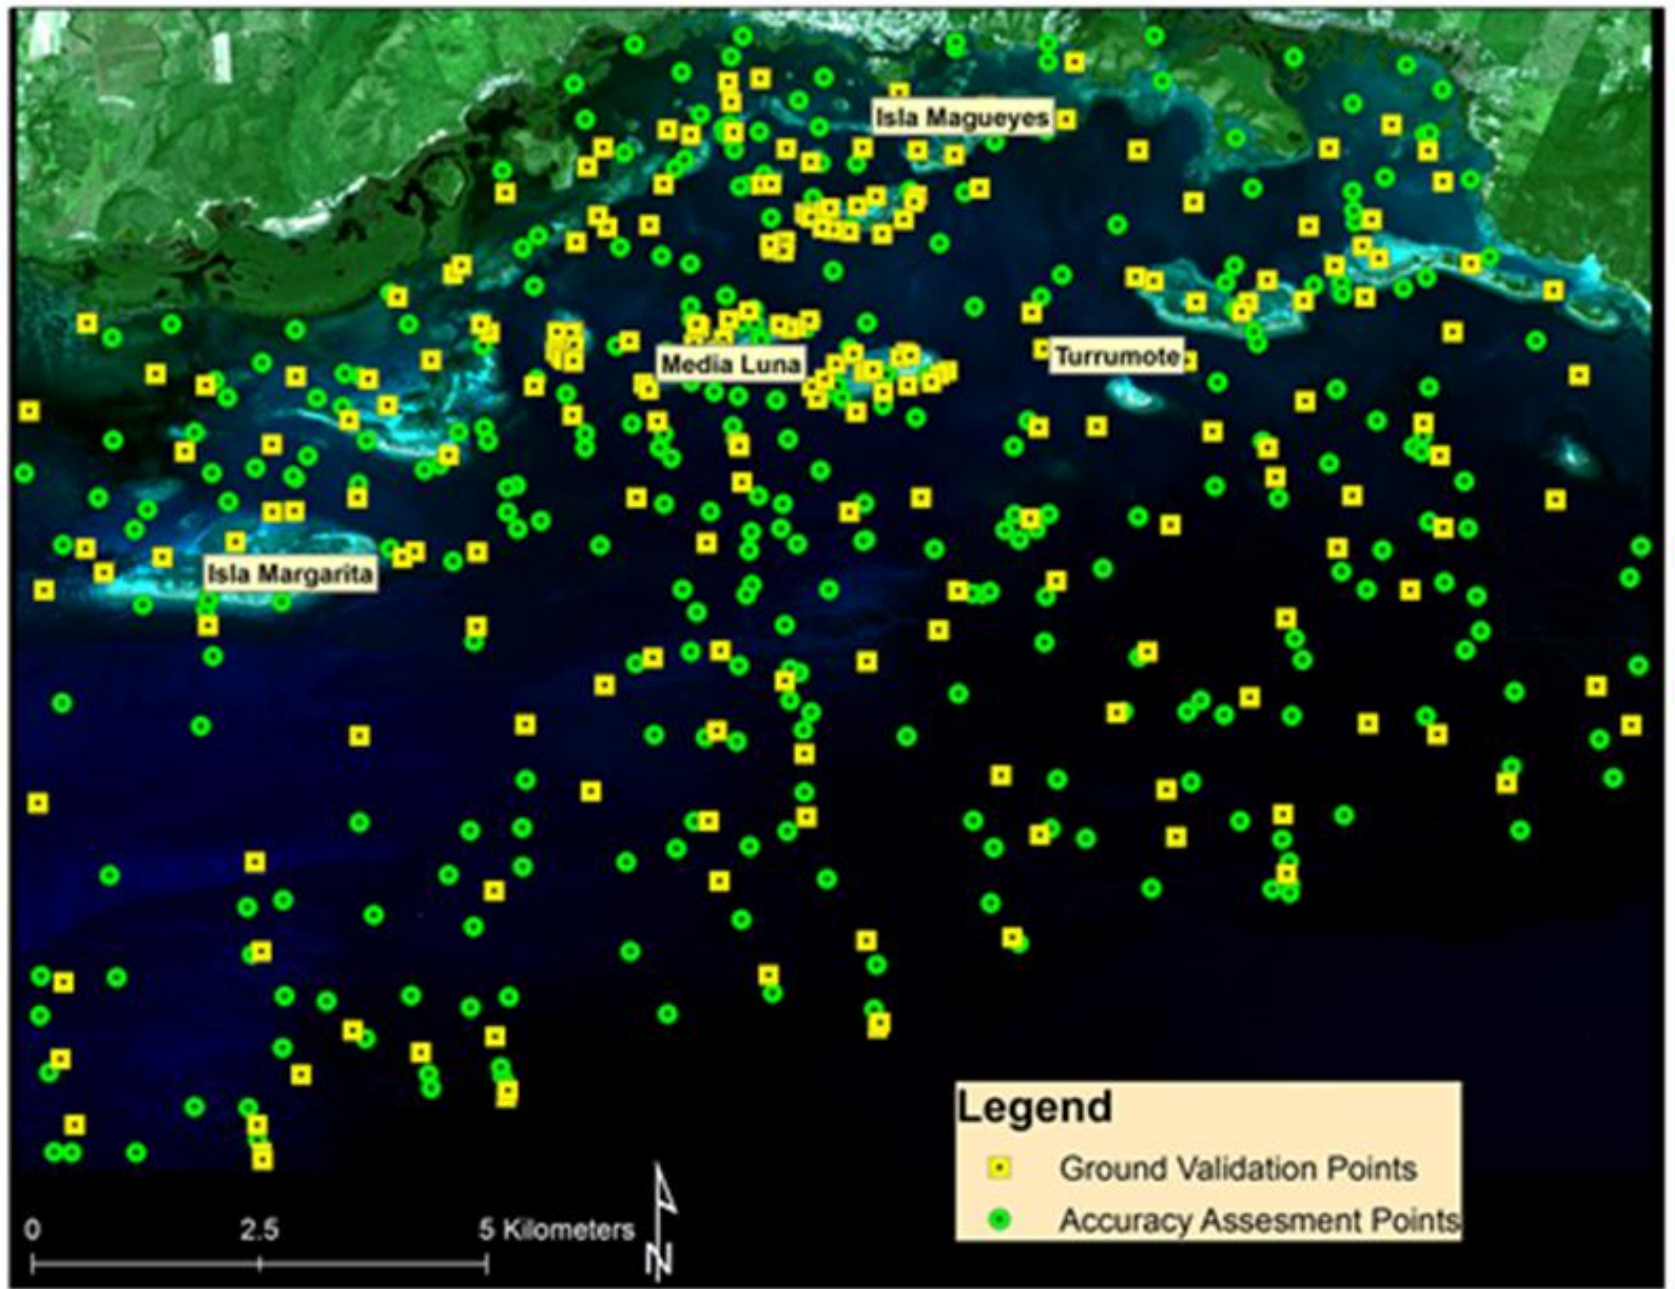 Isla Magueyes
Media Luna
Turrumote
Isla Margarita
Legend
Ground Validation Points
Accuracy Assesment Points
0 2.5 5 Kilometers
N